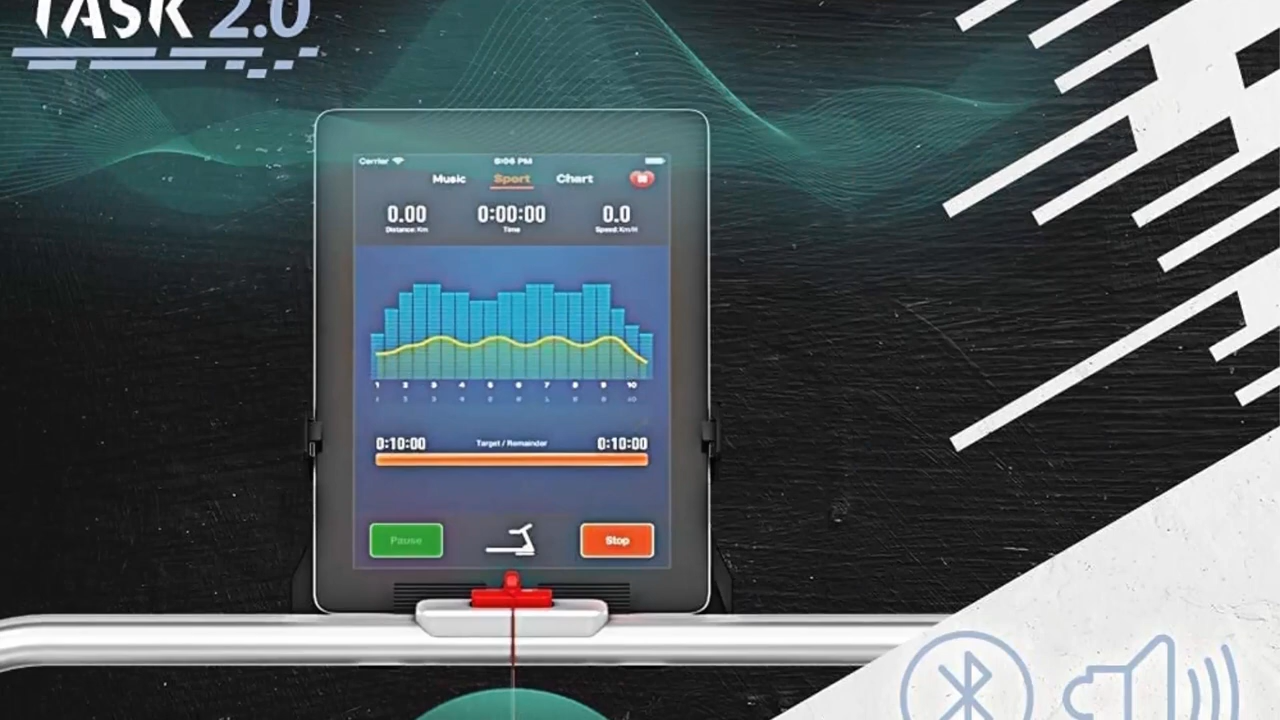 TASK 2.0
Carrier 6:06 PM
Music Sport Chart
0.00 0:00:00 0.0
Distance:Km Time Speed:Km/H
1 2 3 4 5 6 7 8 9 10
0:10:00 Target / Remainder 0:10:00
Pause Stop